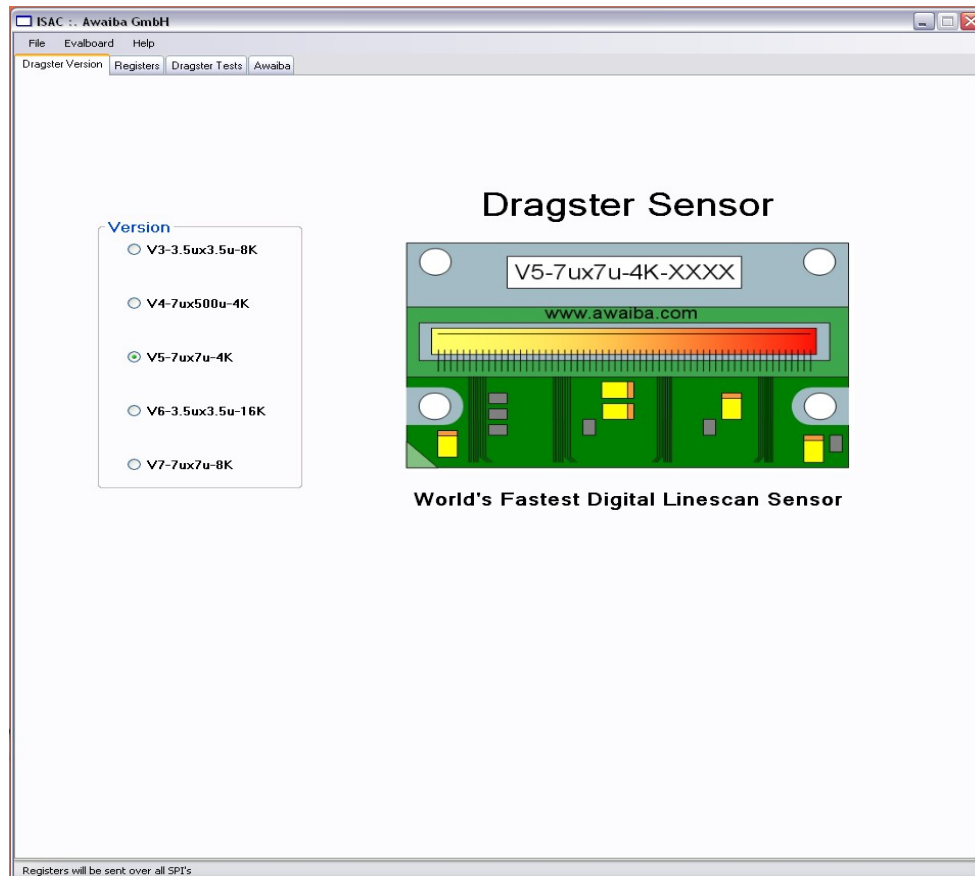 ISAC :. Awaiba GmbH
File Evalboard Help
Dragster Version Registers Dragster Tests Awaiba
Dragster Sensor
Version
V3-3.5ux3.5u-8K
V4-7ux500u-4K
V5-7ux7u-4K
V6-3.5ux3.5u-16K
V7-7ux7u-8K
V5-7ux7u-4K-XXXX
www.awaiba.com
World's Fastest Digital Linescan Sensor
Registers will be sent over all SPI's